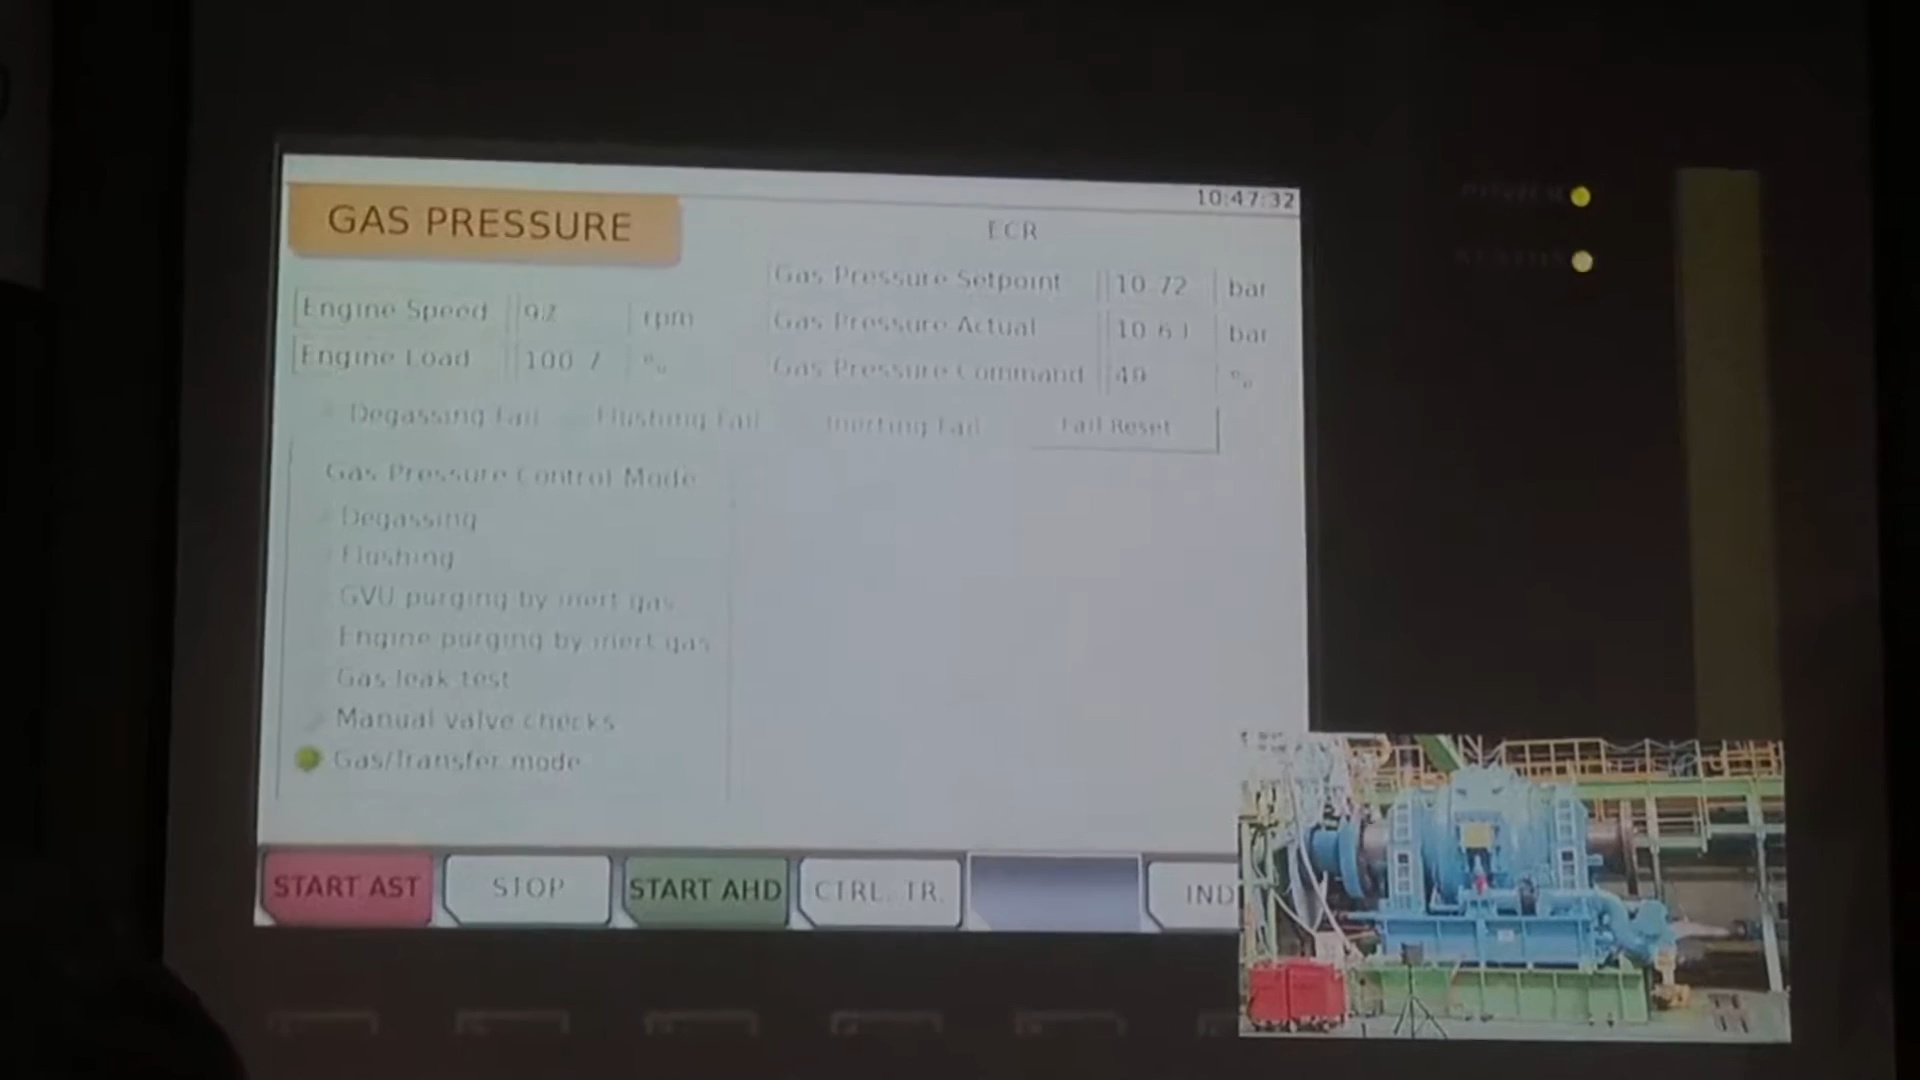 10:47:32
GAS PRESSURE
ECR
Gas Pressure Setpoint 10.72 bar
Engine Speed rpm
Gas Pressure Actual bar
Engine Load 100.7 %
Gas Pressure Command 49 %
Degassing Fail Flushing Fail Inerting Fail Fail Reset
Gas Pressure Control Mode
Degassing
Flushing
GVU purging by inert gas
Engine purging by inert gas
Gas leak test
Manual valve checks
Gas/Transfer mode
START AST STOP START AHD CTRL. TR. IND